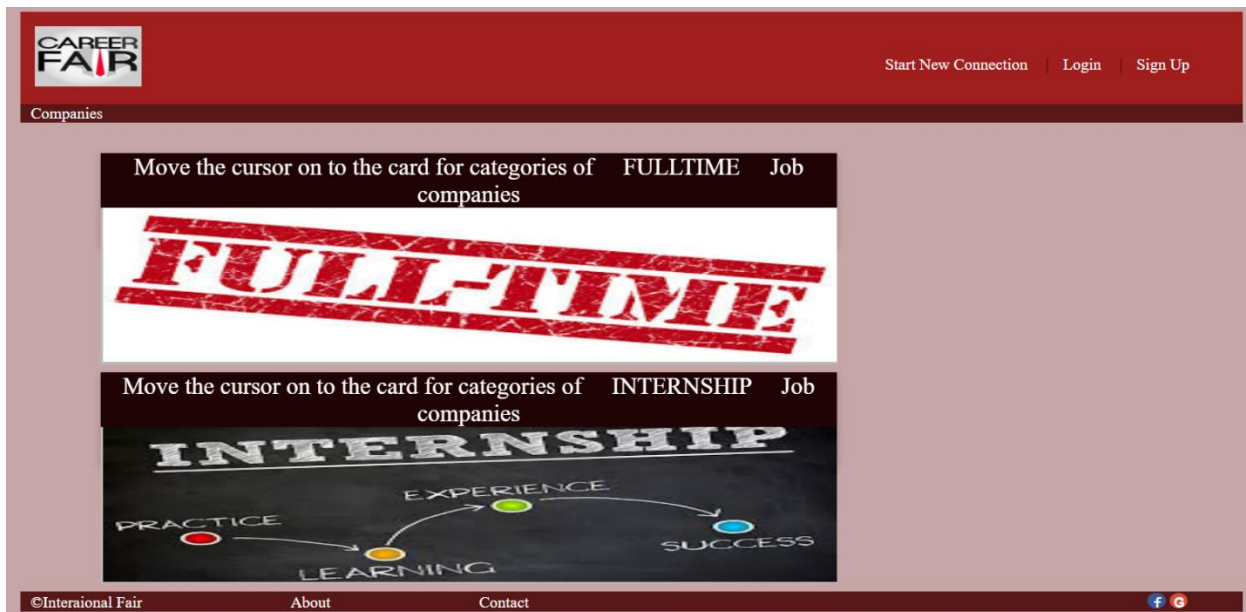 CAREER
FAIR
Start New Connection | Login | Sign Up
Companies
Move the cursor on to the card for categories of FULLTIME Job
companies
FULL-TIME
Move the cursor on to the card for categories of INTERNSHIP Job
companies
INTERNSHIP
EXPERIENCE
PRACTICE
SUCCESS
LEARNING
©Interaional Fair About Contact f G